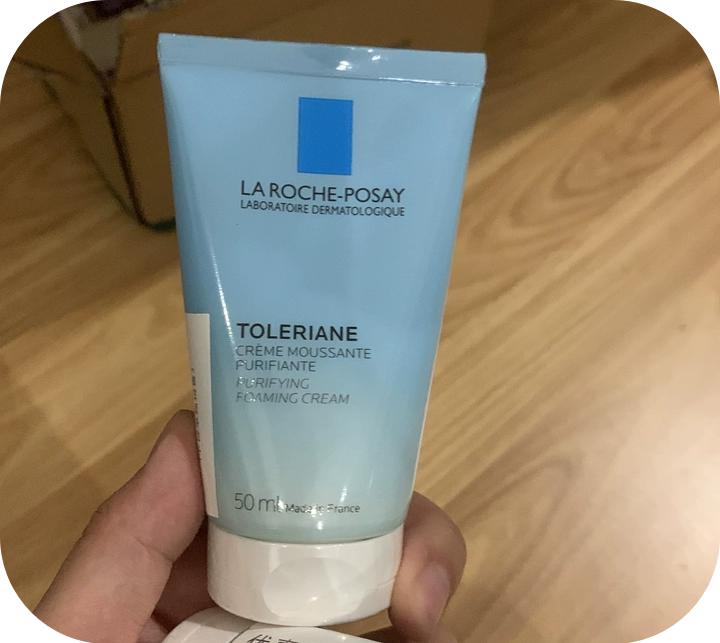 LA ROCHE-POSAY
LABORATOIRE DERMATOLOGIQUE
TOLERIANE
CRÈME MOUSSANTE
PURIFIANTE
PURIFYING
FOAMING CREAM
50 ml Made in France